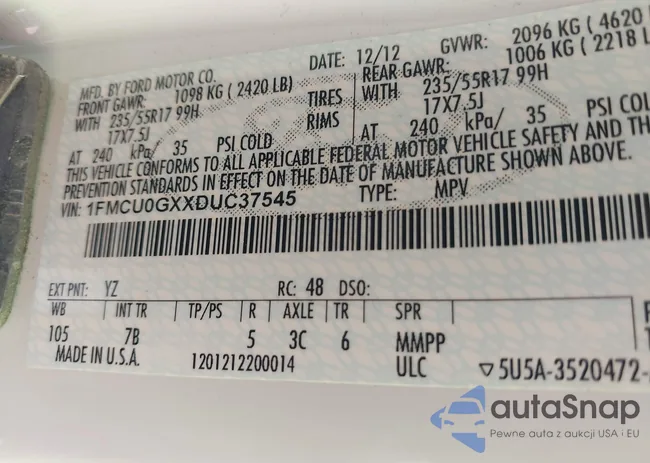 MFD. BY FORD MOTOR CO. DATE: 12/12 GVWR: 2096 KG ( 4620
FRONT GAWR: 1098 KG ( 2420 LB) REAR GAWR: 1006 KG ( 2218 L
WITH 235/55R17 99H TIRES WITH 235/55R17 99H
17X7.5J RIMS 17X7.5J
AT 240 kPa/ 35 PSI COLD AT 240 kPa/ 35 PSI COL
THIS VEHICLE CONFORMS TO ALL APPLICABLE FEDERAL MOTOR VEHICLE SAFETY AND TH
PREVENTION STANDARDS IN EFFECT ON THE DATE OF MANUFACTURE SHOWN ABOVE.
VIN: 1FMCU0GXXDUC37545 TYPE: MPV
EXT PNT: YZ RC: 48 DSO:
WB INT TR TP/PS R AXLE TR SPR
105 7B 5 3C 6 MMPP
MADE IN U.S.A. 1201212200014 ULC ▽5U5A-3520472-
autoSnap
Pewne auta z aukcji USA i EU